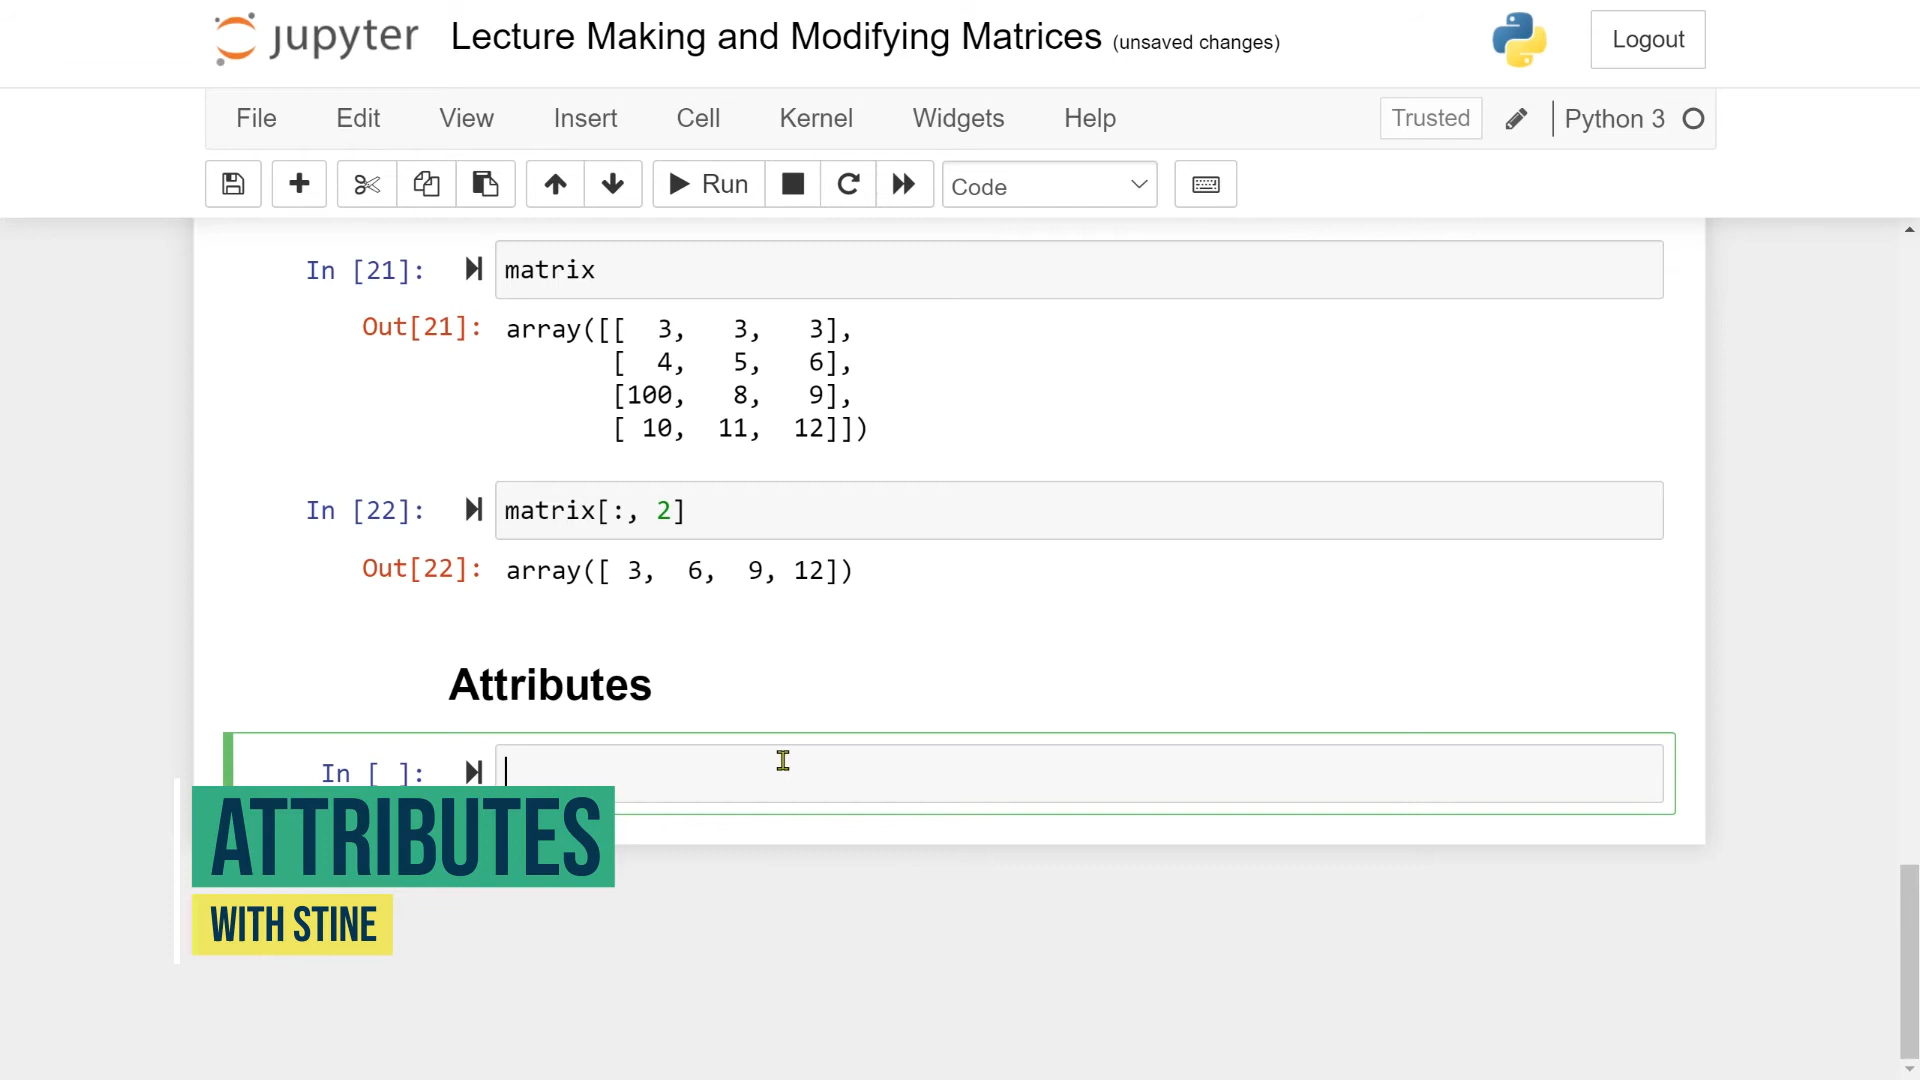 jupyter Lecture Making and Modifying Matrices (unsaved changes) Logout
File Edit View Insert Cell Kernel Widgets Help Trusted Python 3
Run Code
In [21]: matrix
Out[21]: array([[  3,   3,   3],
[  4,   5,   6],
[100,   8,   9],
[ 10,  11,  12]])
In [22]: matrix[:, 2]
Out[22]: array([ 3,  6,  9, 12])
Attributes
In [ ]:
ATTRIBUTES
WITH STINE